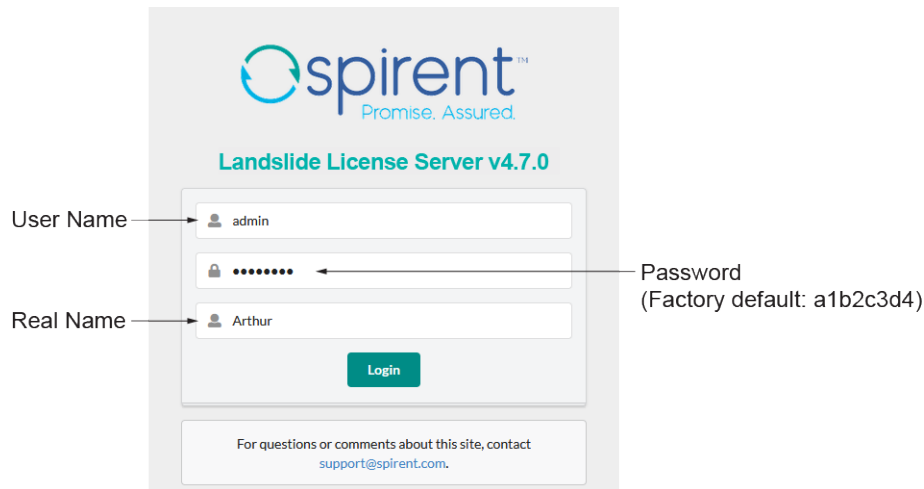 spirent™
Promise. Assured.
Landslide License Server v4.7.0
User Name
admin
••••••••
Password
(Factory default: a1b2c3d4)
Real Name
Arthur
Login
For questions or comments about this site, contact
support@spirent.com.